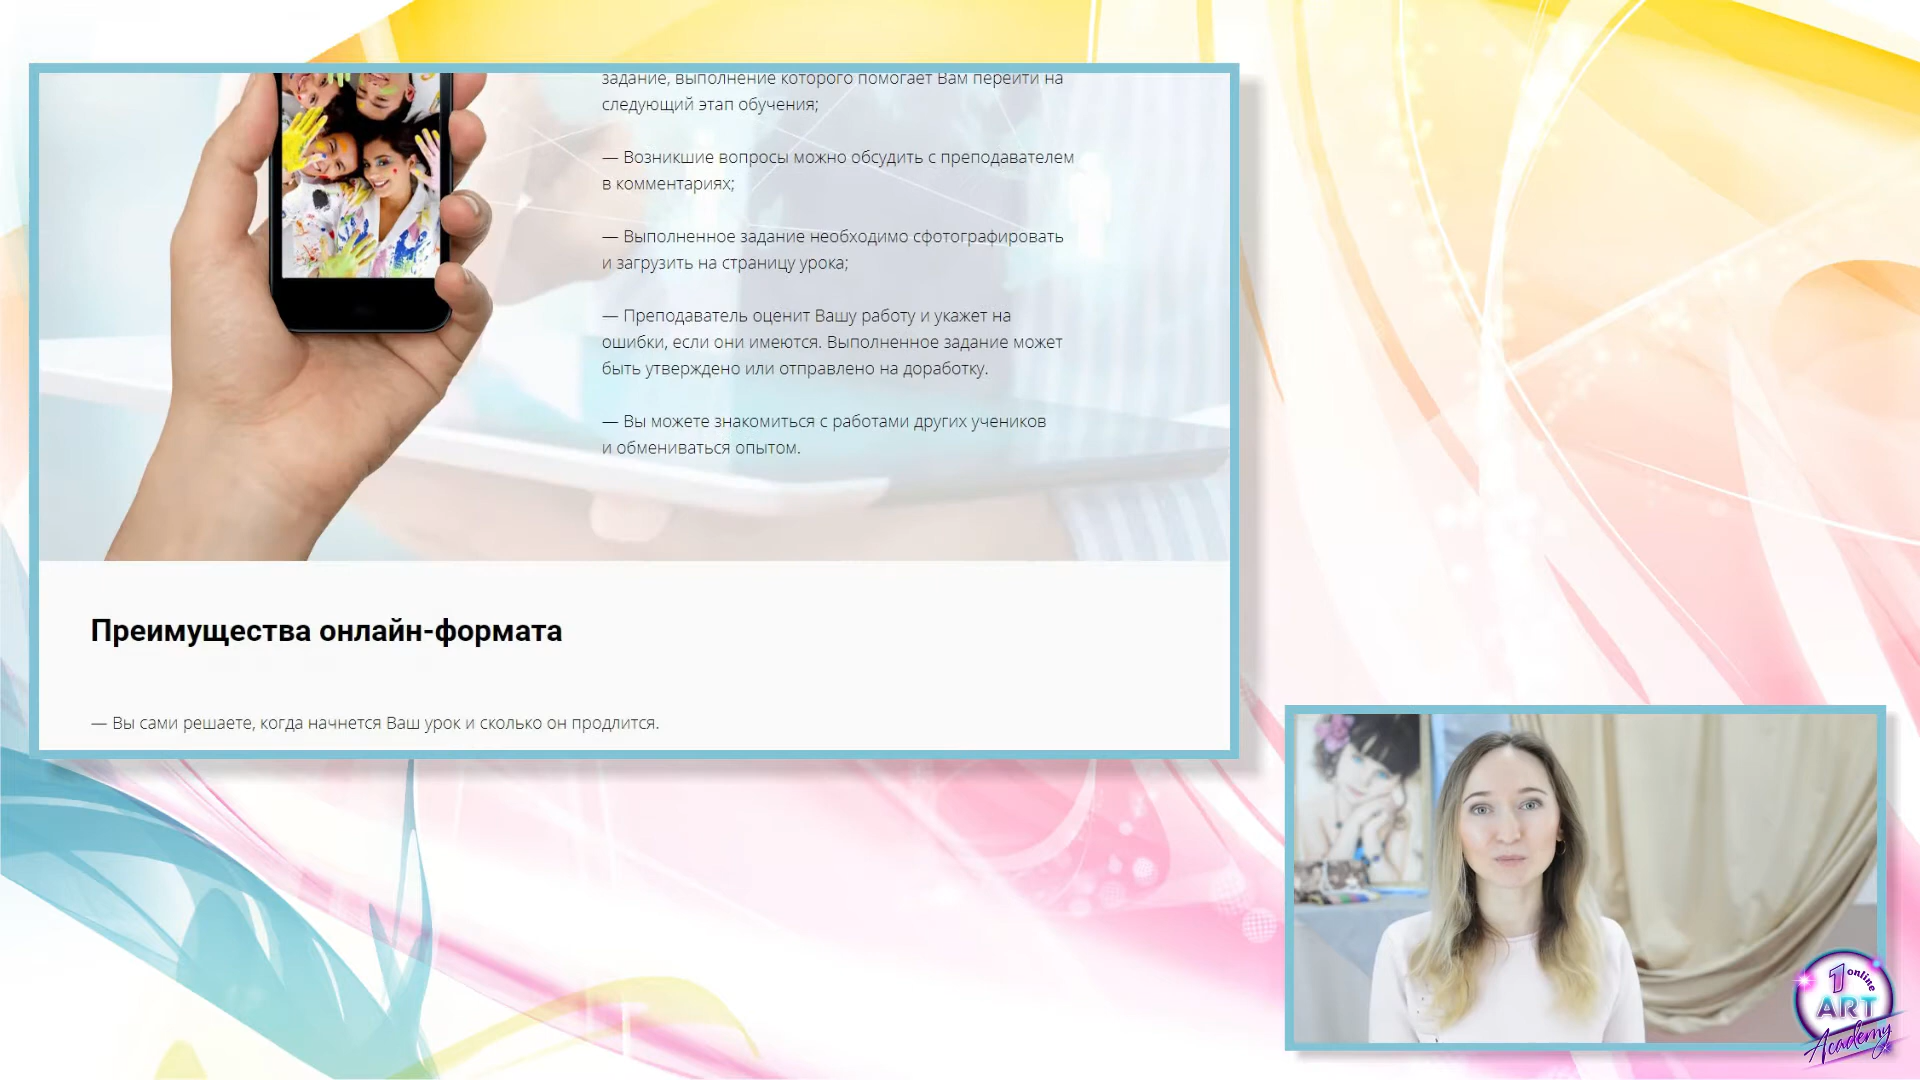 задание, выполнение которого помогает Вам перейти на
следующий этап обучения;
— Возникшие вопросы можно обсудить с преподавателем
в комментариях;
— Выполненное задание необходимо сфотографировать
и загрузить на страницу урока;
— Преподаватель оценит Вашу работу и укажет на
ошибки, если они имеются. Выполненное задание может
быть утверждено или отправлено на доработку.
— Вы можете знакомиться с работами других учеников
и обмениваться опытом.
Преимущества онлайн-формата
— Вы сами решаете, когда начнется Ваш урок и сколько он продлится.
1 online
ART
Academy